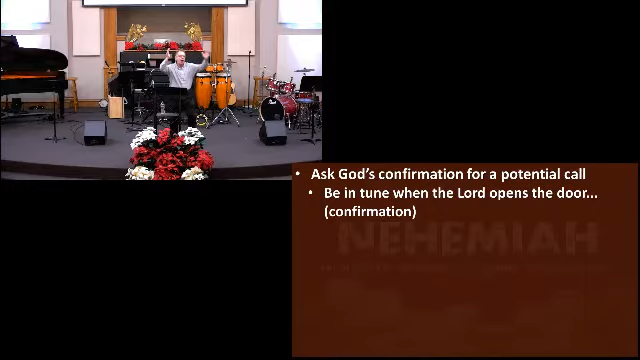 • Ask God's confirmation for a potential call
• Be in tune when the Lord opens the door...
(confirmation)
NEHEMIAH